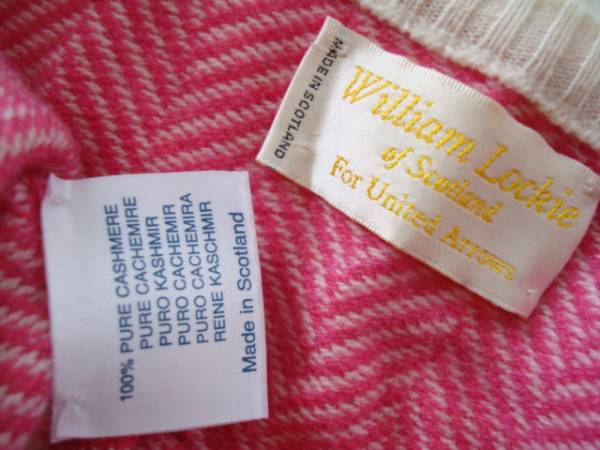 MADE IN SCOTLAND
William Lockie
of Scotland
For United Arrows
100% PURE CASHMERE
PURE CACHEMIRE
PURO KASHMIR
PURO CACHEMIRA
PURO CACHEMIR
REINE KASCHMIR
Made in Scotland